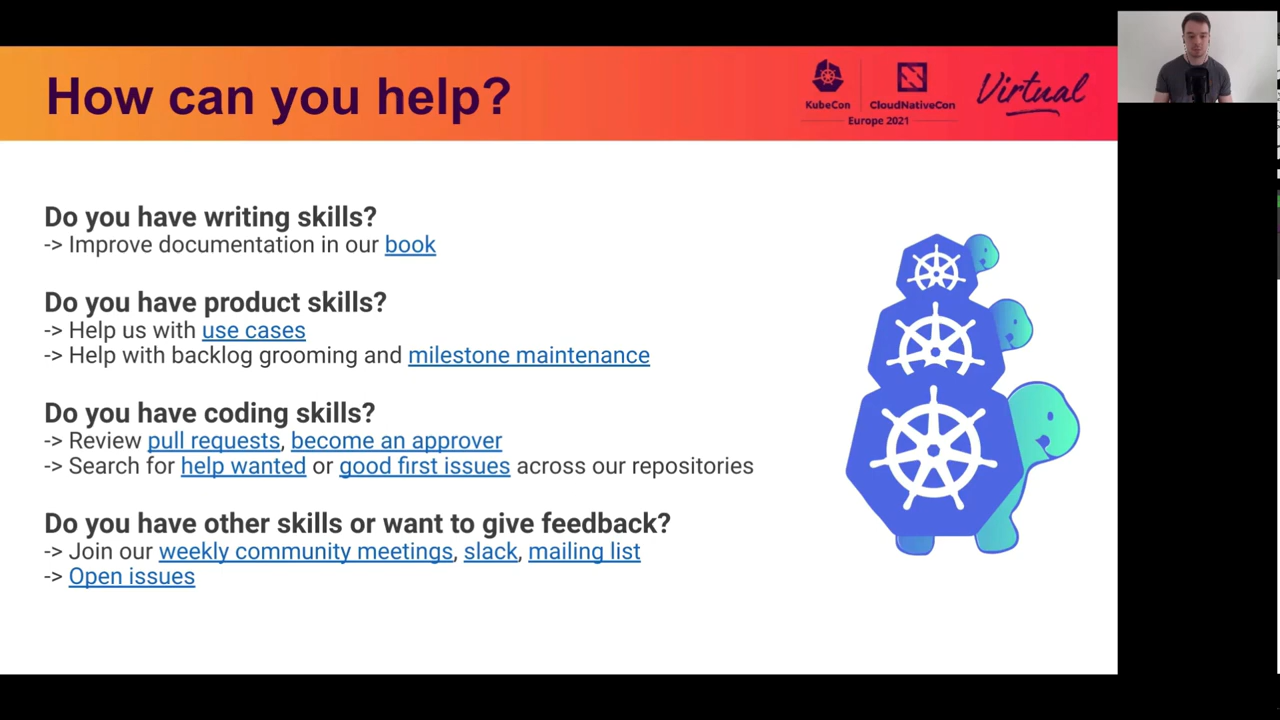 How can you help?
KubeCon
CloudNativeCon
Europe 2021
Virtual
Do you have writing skills?
-> Improve documentation in our book
Do you have product skills?
-> Help us with use cases
-> Help with backlog grooming and milestone maintenance
Do you have coding skills?
-> Review pull requests, become an approver
-> Search for help wanted or good first issues across our repositories
Do you have other skills or want to give feedback?
-> Join our weekly community meetings, slack, mailing list
-> Open issues